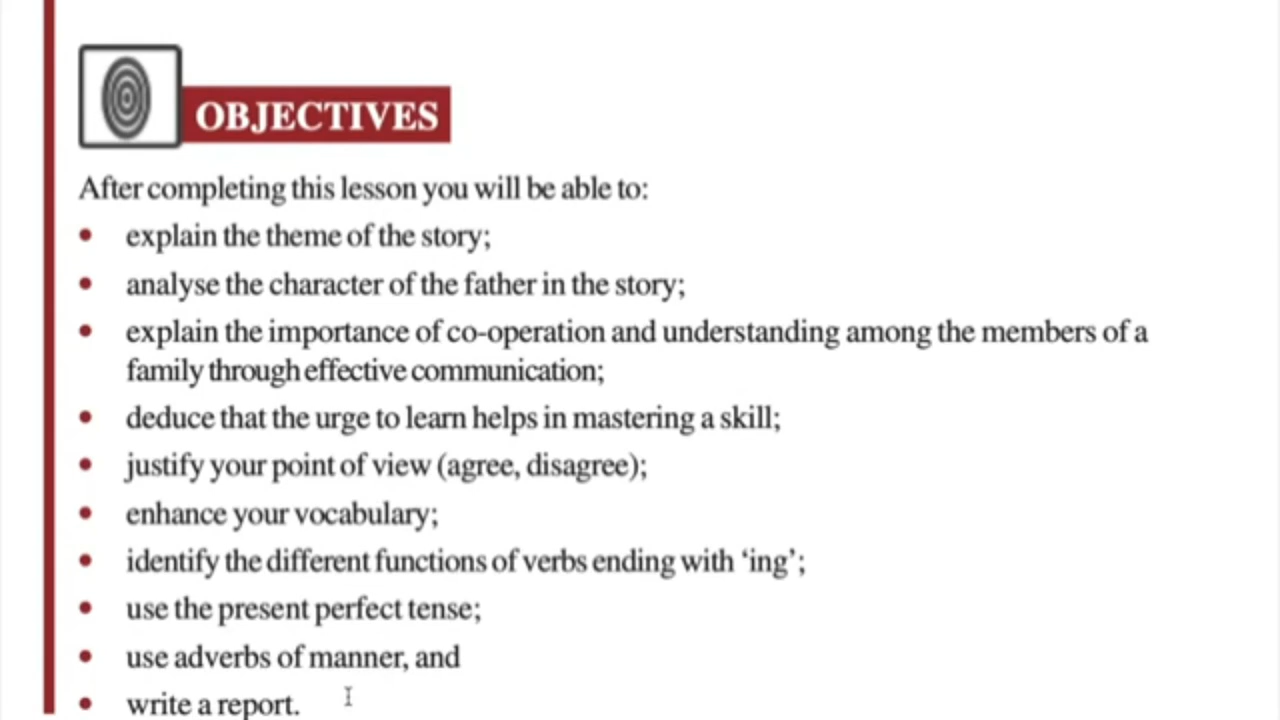 OBJECTIVES
After completing this lesson you will be able to:
• explain the theme of the story;
• analyse the character of the father in the story;
• explain the importance of co-operation and understanding among the members of a
family through effective communication;
• deduce that the urge to learn helps in mastering a skill;
• justify your point of view (agree, disagree);
• enhance your vocabulary;
• identify the different functions of verbs ending with ‘ing’;
• use the present perfect tense;
• use adverbs of manner, and
• write a report.